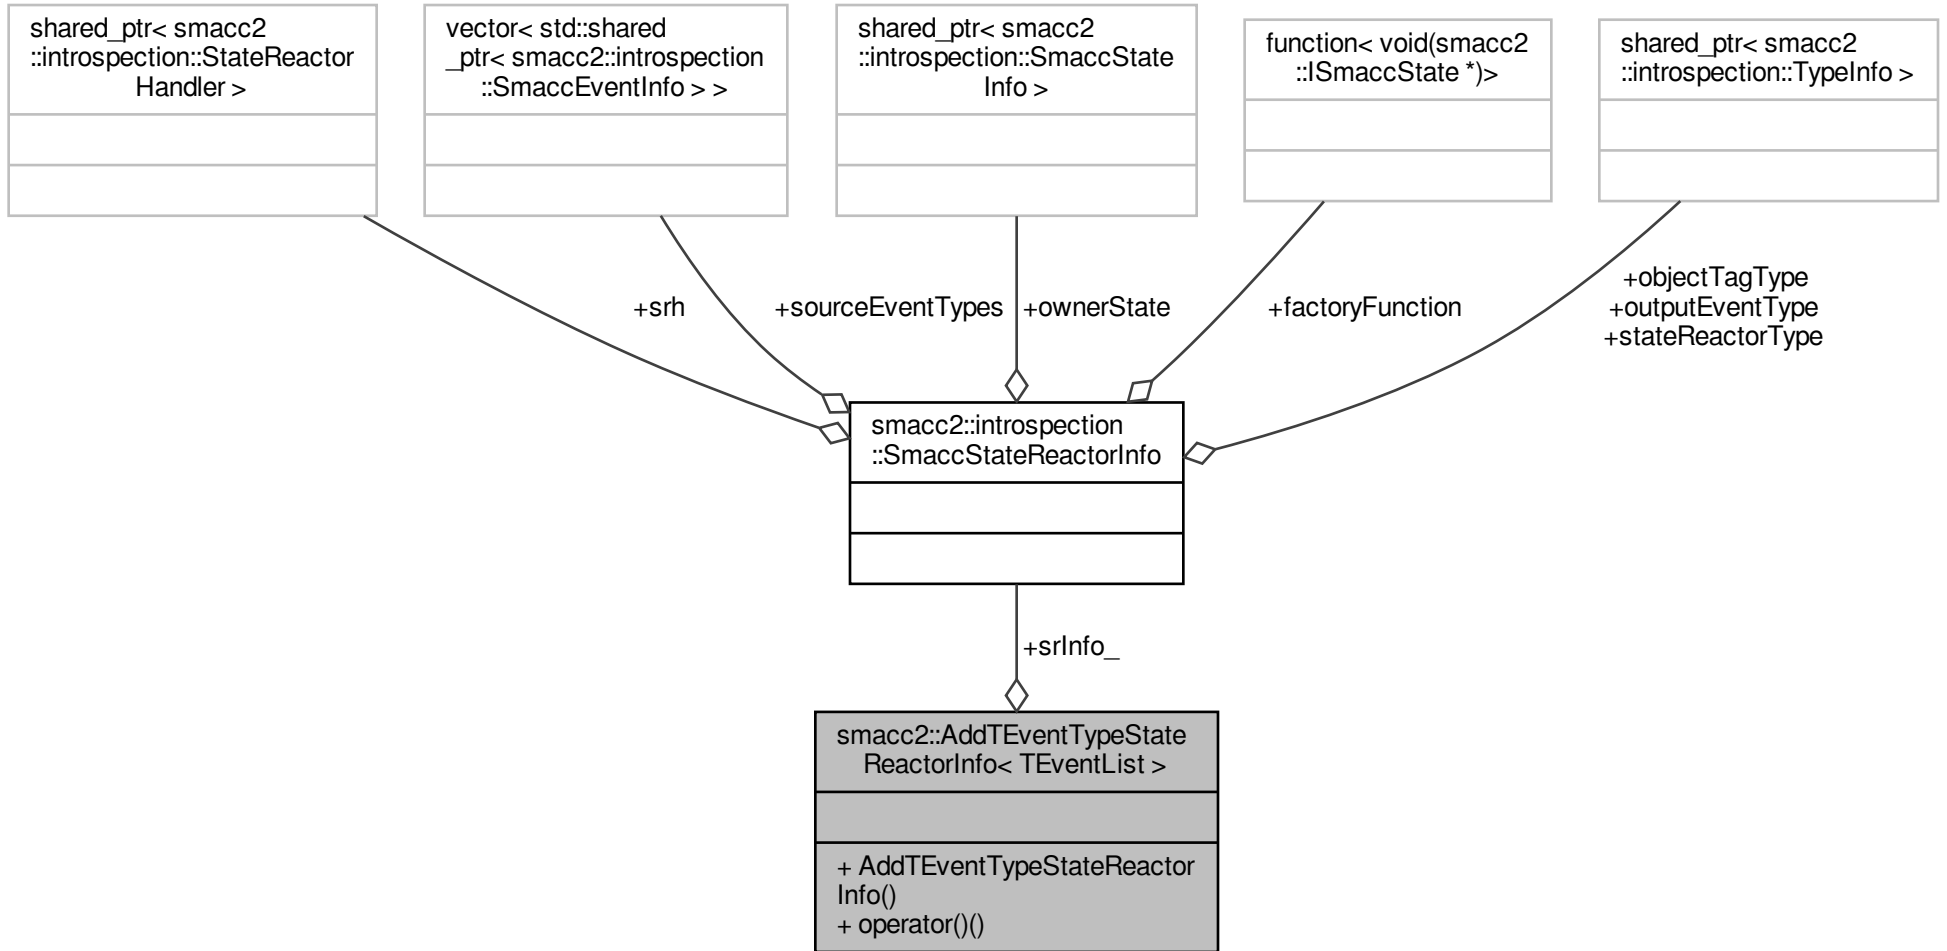 shared_ptr< smacc2
::introspection::StateReactor
Handler >
vector< std::shared
_ptr< smacc2::introspection
::SmaccEventInfo > >
shared_ptr< smacc2
::introspection::SmaccState
Info >
function< void(smacc2
::ISmaccState *)>
shared_ptr< smacc2
::introspection::TypeInfo >
+srh
+sourceEventTypes
+ownerState
+factoryFunction
+objectTagType
+outputEventType
+stateReactorType
smacc2::introspection
::SmaccStateReactorInfo
+srInfo_
smacc2::AddTEventTypeState
ReactorInfo< TEventList >
+ AddTEventTypeStateReactor
Info()
+ operator()()